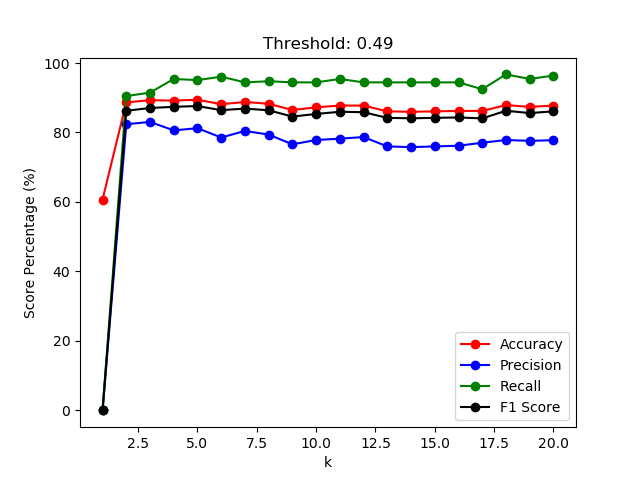 Threshold: 0.49
Score Percentage (%)
100
80
60
40
20
0
2.5 5.0 7.5 10.0 12.5 15.0 17.5 20.0
k
Accuracy
Precision
Recall
F1 Score